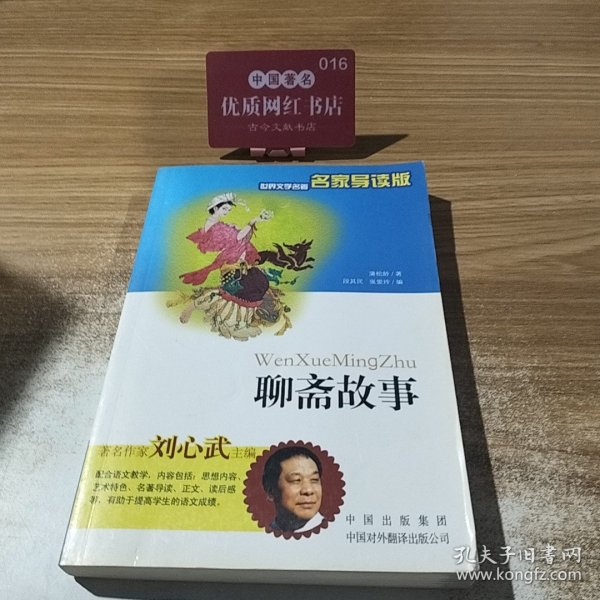 016
中国著名
优质网红书店
古今文献书店
世界文学名著 名家导读版
蒲松龄/著
段其民 张爱玲/编
WenXueMingZhu
聊斋故事
著名作家 刘心武 主编
配合语文教学，内容包括：思想内容、
艺术特色、名著导读、正文、读后感
等，有助于提高学生的语文成绩。
中国出版集团
中国对外翻译出版公司
孔夫子旧书网
www.kongfz.com